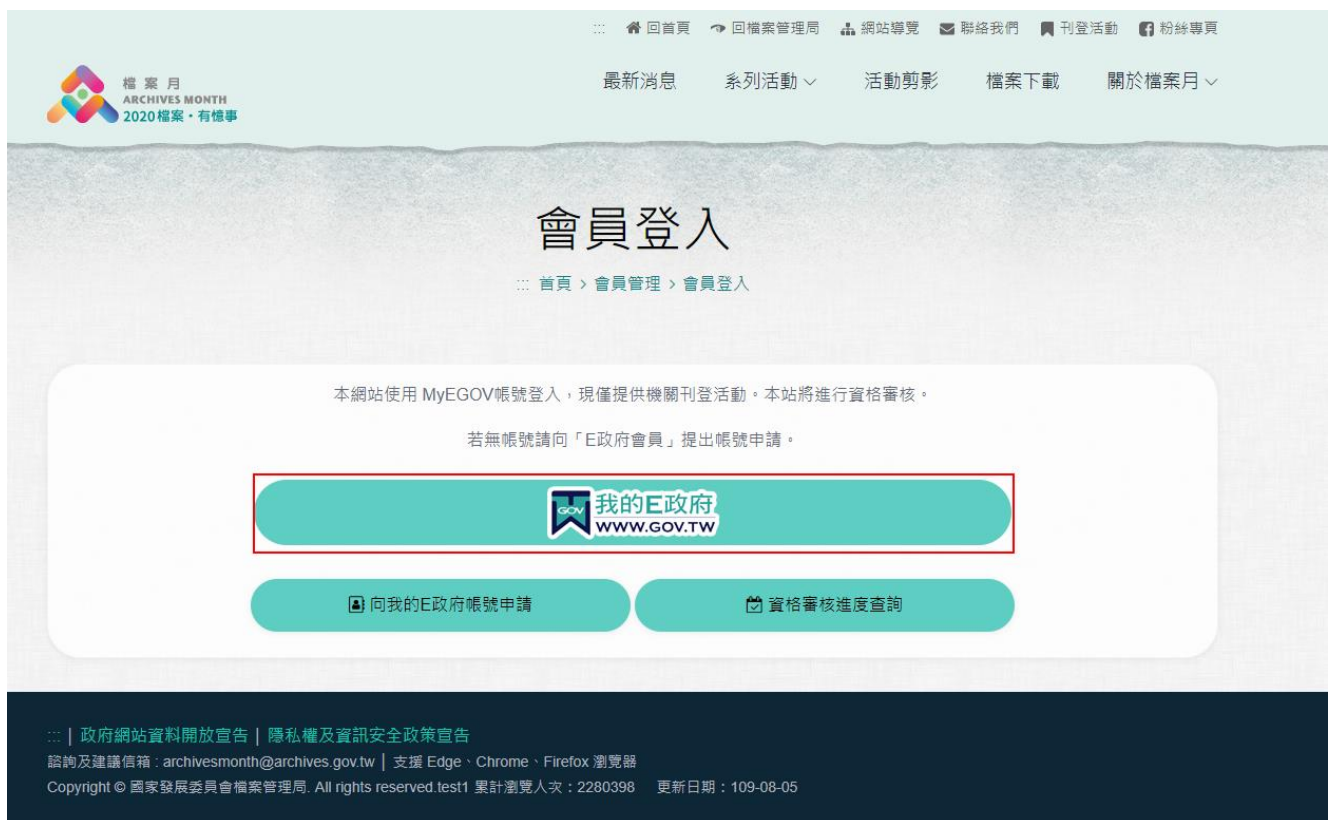 ::: 回首頁 回檔案管理局 網站導覽 聯絡我們 刊登活動 粉絲專頁
檔案月
ARCHIVES MONTH
2020檔案・有憶事
最新消息 系列活動 活動剪影 檔案下載 關於檔案月
會員登入
::: 首頁 > 會員管理 > 會員登入
本網站使用 MyEGOV帳號登入，現僅提供機關刊登活動。本站將進行資格審核。
若無帳號請向「E政府會員」提出帳號申請。
GOV 我的E政府
WWW.GOV.TW
向我的E政府帳號申請 資格審核進度查詢
::: | 政府網站資料開放宣告 | 隱私權及資訊安全政策宣告
諮詢及建議信箱 : archivesmonth@archives.gov.tw │ 支援 Edge、Chrome、Firefox 瀏覽器
Copyright © 國家發展委員會檔案管理局. All rights reserved.test1 累計瀏覽人次：2280398 更新日期：109-08-05